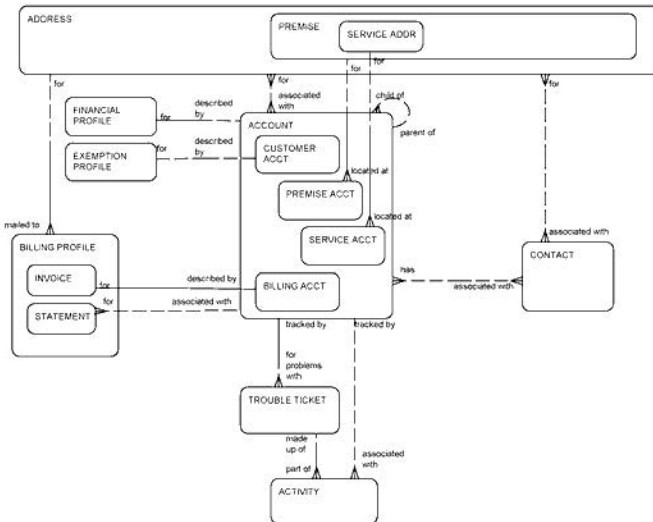 ADDRESS
PREMISE
SERVICE ADDR
for
for
for
for
for
child of
associated
with
parent of
FINANCIAL
PROFILE
for
described
by
ACCOUNT
EXEMPTION
PROFILE
for
described
by
CUSTOMER
ACCT
located at
PREMISE ACCT
located at
SERVICE ACCT
mailed to
BILLING PROFILE
associated with
CONTACT
INVOICE
for
described by
BILLING ACCT
has
associated with
STATEMENT
for
associated with
tracked by
tracked by
for
problems
with
TROUBLE TICKET
made
up of
part of
associated
with
ACTIVITY